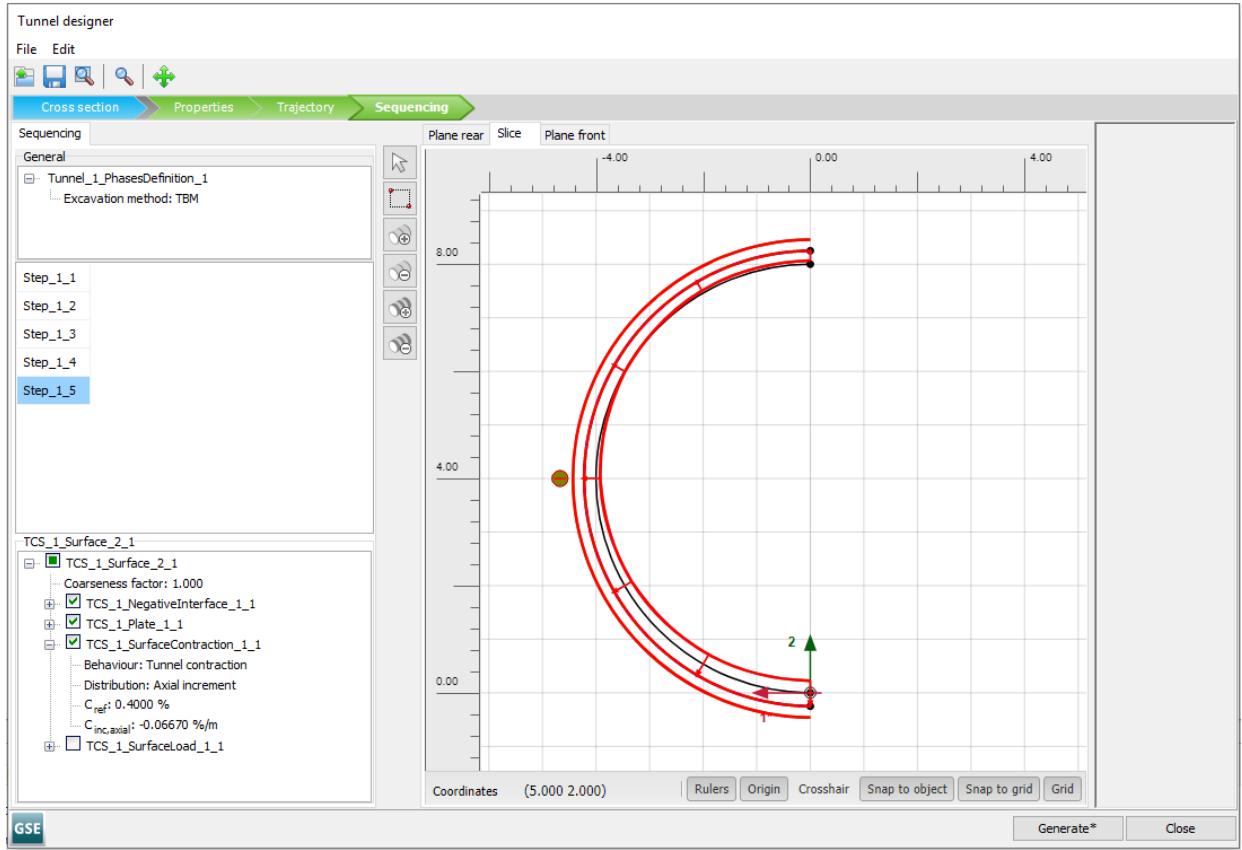 Tunnel designer
File Edit
Cross section Properties Trajectory Sequencing
Sequencing
General
Tunnel_1_PhasesDefinition_1
Excavation method: TBM
Step_1_1
Step_1_2
Step_1_3
Step_1_4
Step_1_5
TCS_1_Surface_2_1
TCS_1_Surface_2_1
Coarseness factor: 1.000
TCS_1_NegativeInterface_1_1
TCS_1_Plate_1_1
TCS_1_SurfaceContraction_1_1
Behaviour: Tunnel contraction
Distribution: Axial increment
Cref: 0.4000 %
Cinc,axial: -0.06670 %/m
TCS_1_SurfaceLoad_1_1
Plane rear Slice Plane front
-4.00 0.00 4.00
8.00
4.00
0.00
2
1
Coordinates (5.000 2.000) Rulers Origin Crosshair Snap to object Snap to grid Grid
GSE Generate* Close